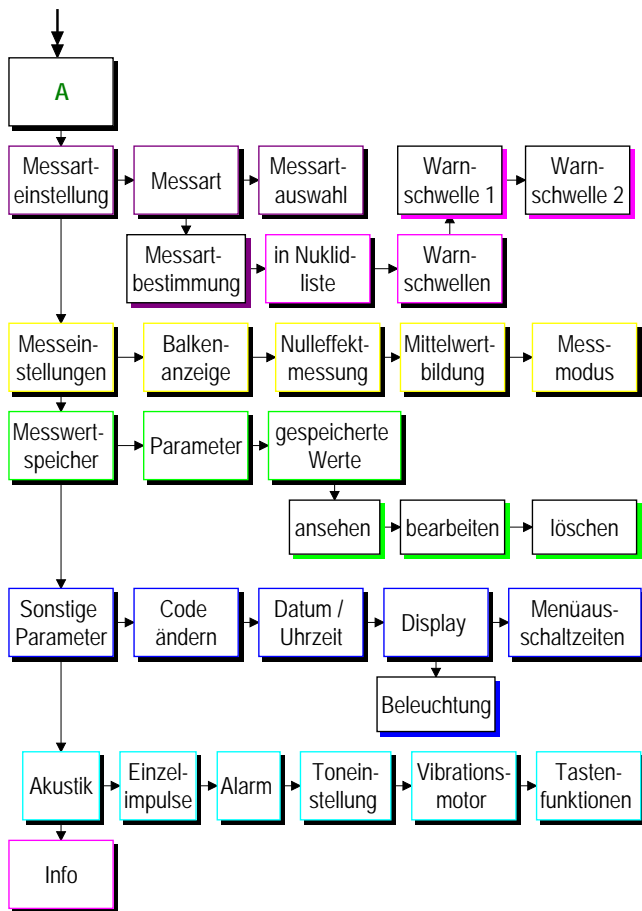 A
Messart-
einstellung
Messart
Messart-
auswahl
Warn-
schwelle 1
Warn-
schwelle 2
Messart-
bestimmung
in Nuklid-
liste
Warn-
schwellen
Messein-
stellungen
Balken-
anzeige
Nulleffekt-
messung
Mittelwert-
bildung
Mess-
modus
Messwert-
speicher
Parameter
gespeicherte
Werte
ansehen
bearbeiten
löschen
Sonstige
Parameter
Code
ändern
Datum /
Uhrzeit
Display
Menüaus-
schaltzeiten
Beleuchtung
Akustik
Einzel-
impulse
Alarm
Tonein-
stellung
Vibrations-
motor
Tasten-
funktionen
Info